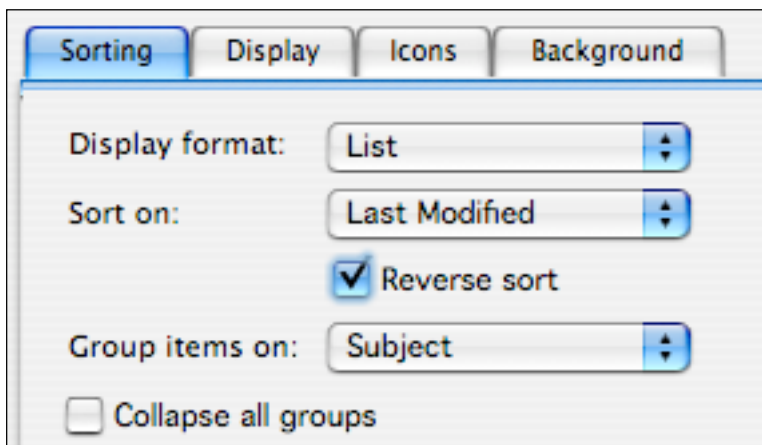 Sorting Display Icons Background
Display format: List
Sort on: Last Modified
Reverse sort
Group items on: Subject
Collapse all groups